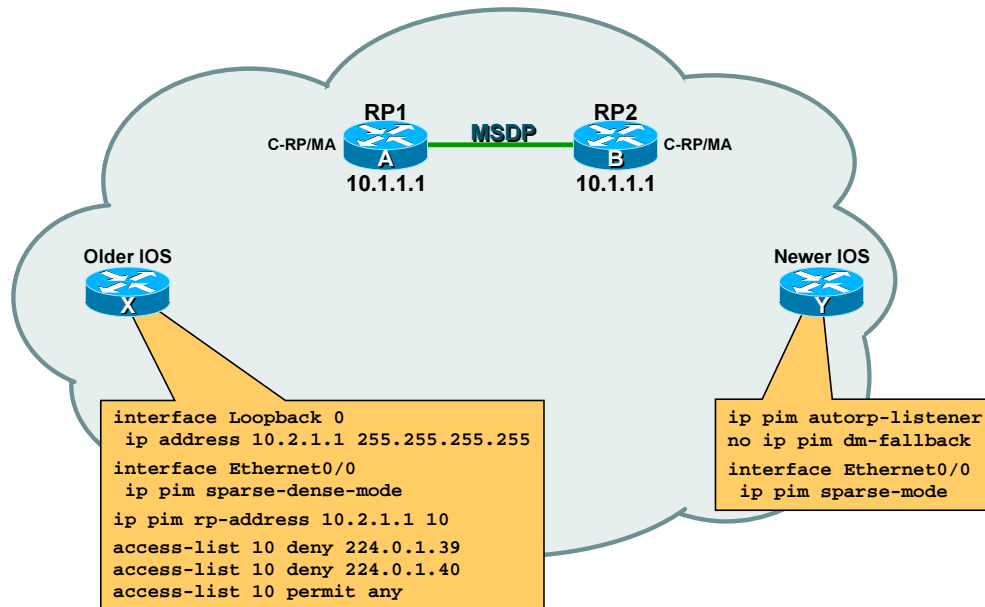 RP1
RP2
C-RP/MA
MSDP
C-RP/MA
A
B
10.1.1.1
10.1.1.1
Older IOS
X
Newer IOS
Y
interface Loopback 0
ip address 10.2.1.1 255.255.255.255
interface Ethernet0/0
ip pim sparse-dense-mode
ip pim rp-address 10.2.1.1 10
access-list 10 deny 224.0.1.39
access-list 10 deny 224.0.1.40
access-list 10 permit any
ip pim autorp-listener
no ip pim dm-fallback
interface Ethernet0/0
ip pim sparse-mode